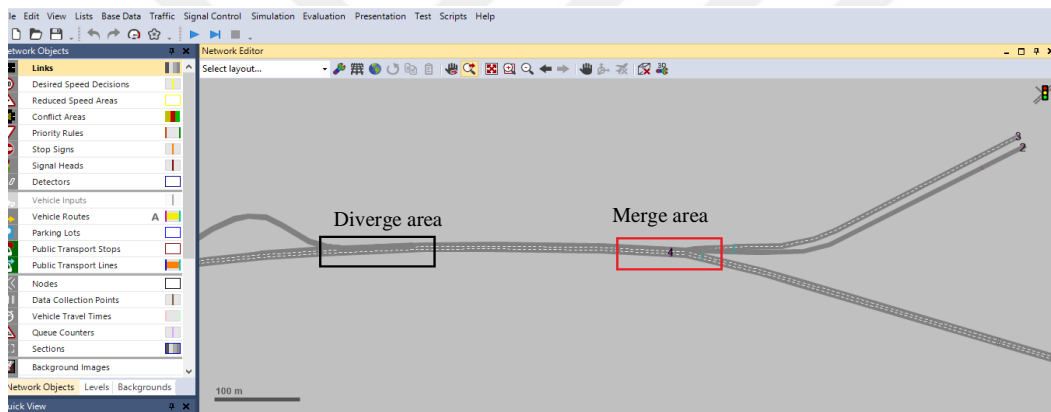 le Edit View Lists Base Data Traffic Signal Control Simulation Evaluation Presentation Test Scripts Help
etwork Objects
Network Editor
Links
Select layout...
Desired Speed Decisions
Reduced Speed Areas
Conflict Areas
Priority Rules
Stop Signs
Signal Heads
Detectors
Vehicle Inputs
Vehicle Routes A
Parking Lots
Public Transport Stops
Public Transport Lines
Nodes
Data Collection Points
Vehicle Travel Times
Queue Counters
Sections
Background Images
Network Objects Levels Backgrounds
uick View
3D
3
2
Diverge area
Merge area
4
100 m